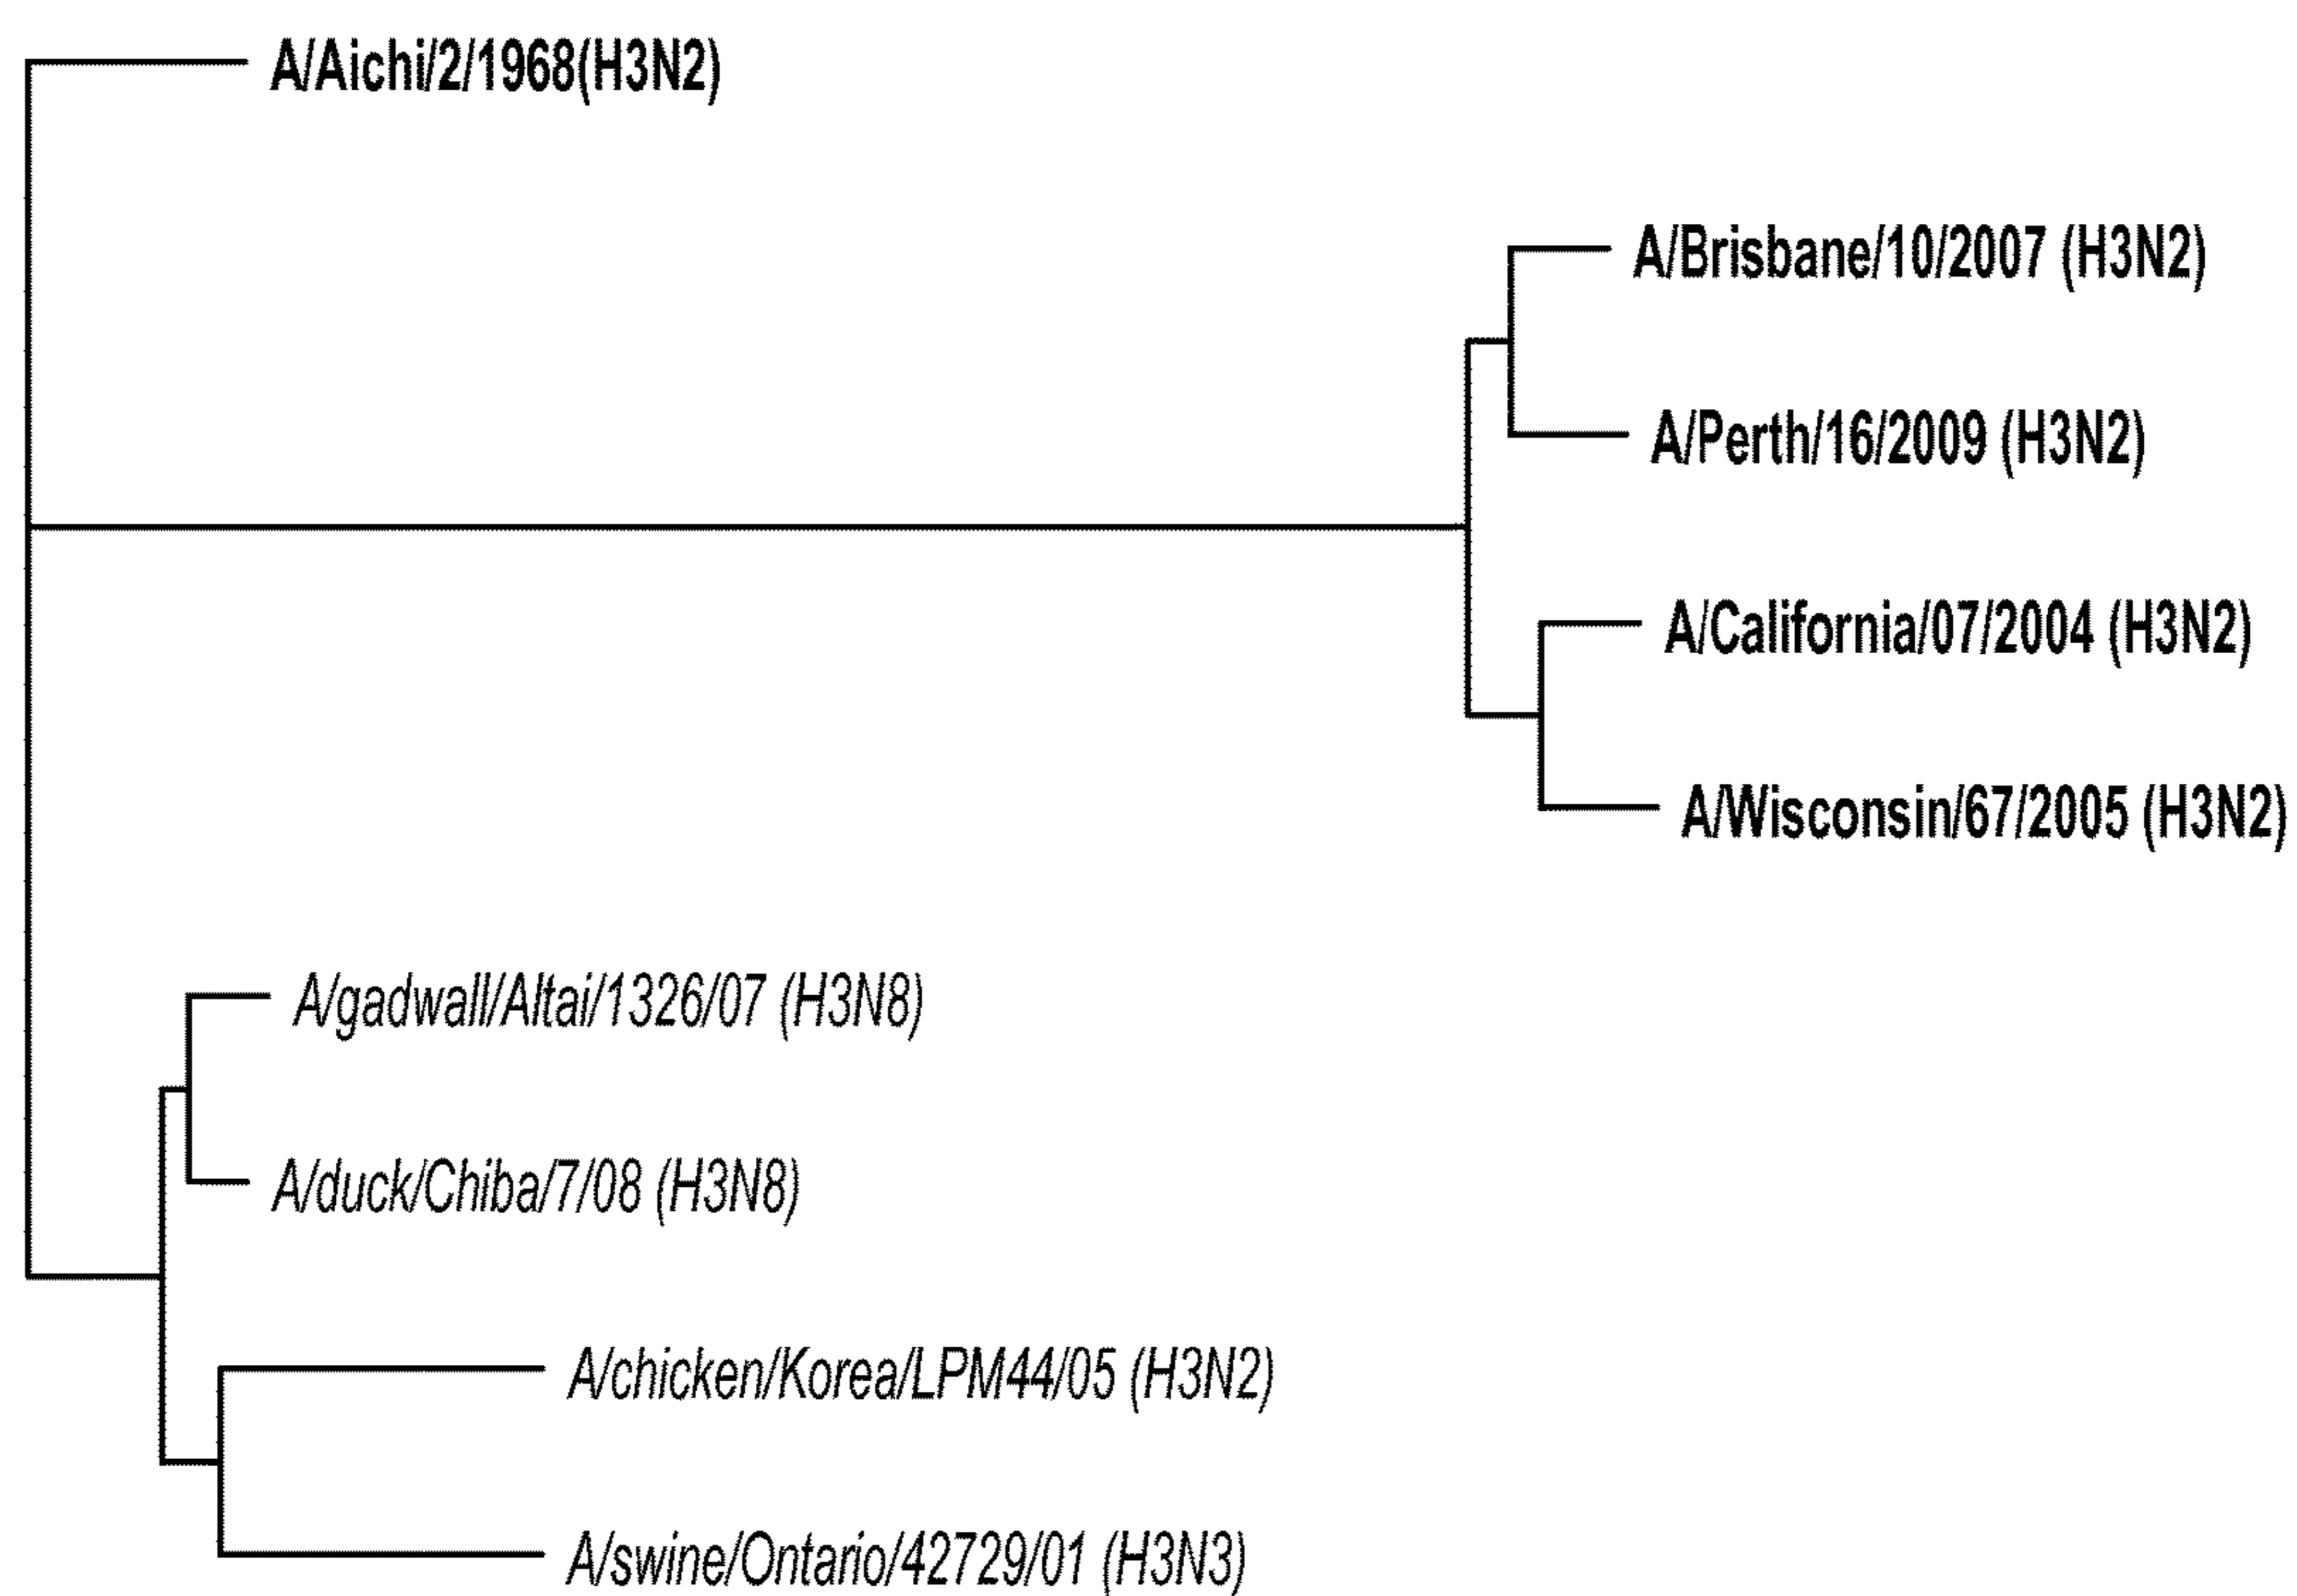 A/Aichi/2/1968(H3N2)
A/Brisbane/10/2007 (H3N2)
A/Perth/16/2009 (H3N2)
A/California/07/2004 (H3N2)
A/Wisconsin/67/2005 (H3N2)
A/gadwall/Altai/1326/07 (H3N8)
A/duck/Chiba/7/08 (H3N8)
A/chicken/Korea/LPM44/05 (H3N2)
A/swine/Ontario/42729/01 (H3N3)